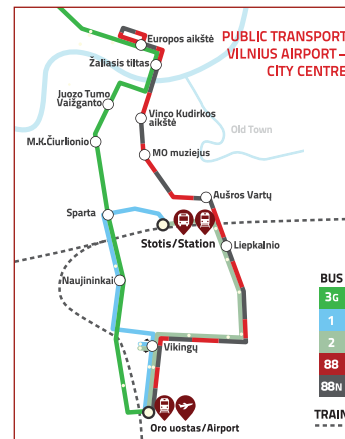 PUBLIC TRANSPORT
VILNIUS AIRPORT –
CITY CENTRE
Europos aikštė
Žaliasis tiltas
Juozo Tumo
Vaižganto
Vinco Kudirkos
aikštė
Old Town
M.K.Čiurlionio
MO muziejus
Aušros Vartų
Sparta
Stotis/Station
Liepkalnio
Naujininkai
Vikingų
Oro uostas/Airport
BUS
3G
1
2
88
88N
TRAIN